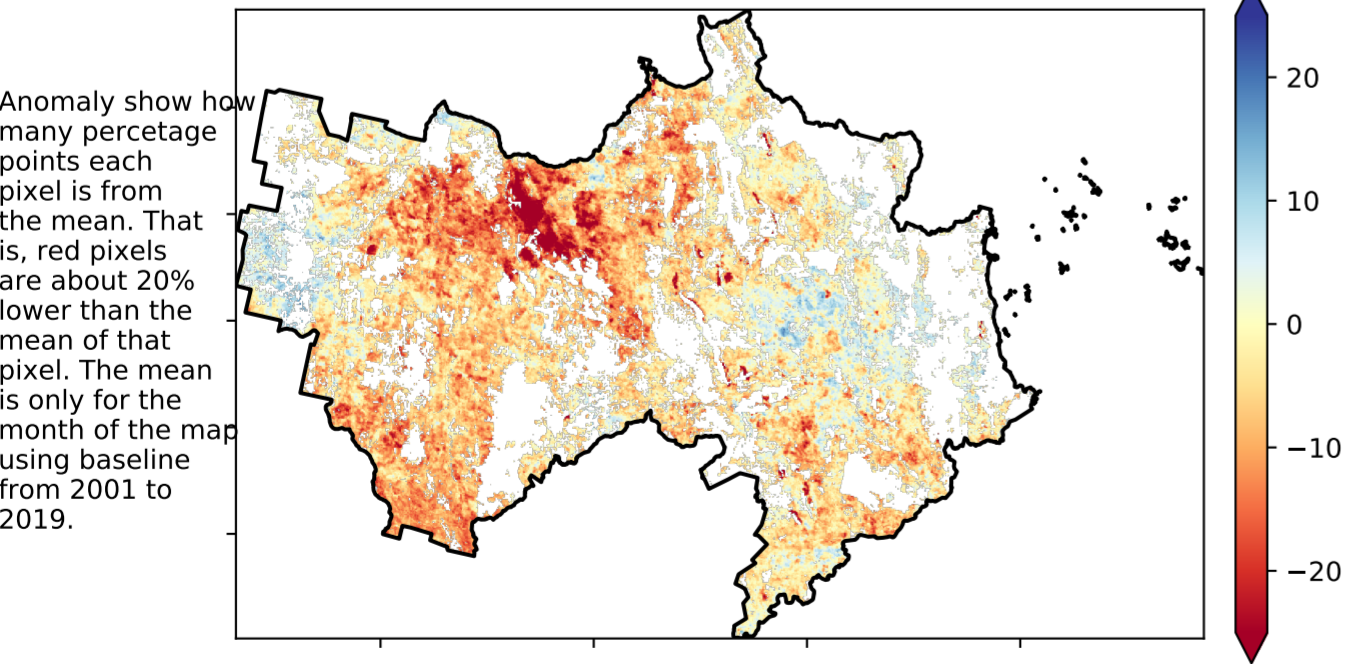 Anomaly show how
many percetage
points each
pixel is from
the mean. That
is, red pixels
are about 20%
lower than the
mean of that
pixel. The mean
is only for the
month of the map
using baseline
from 2001 to
2019.
20
10
0
−10
−20